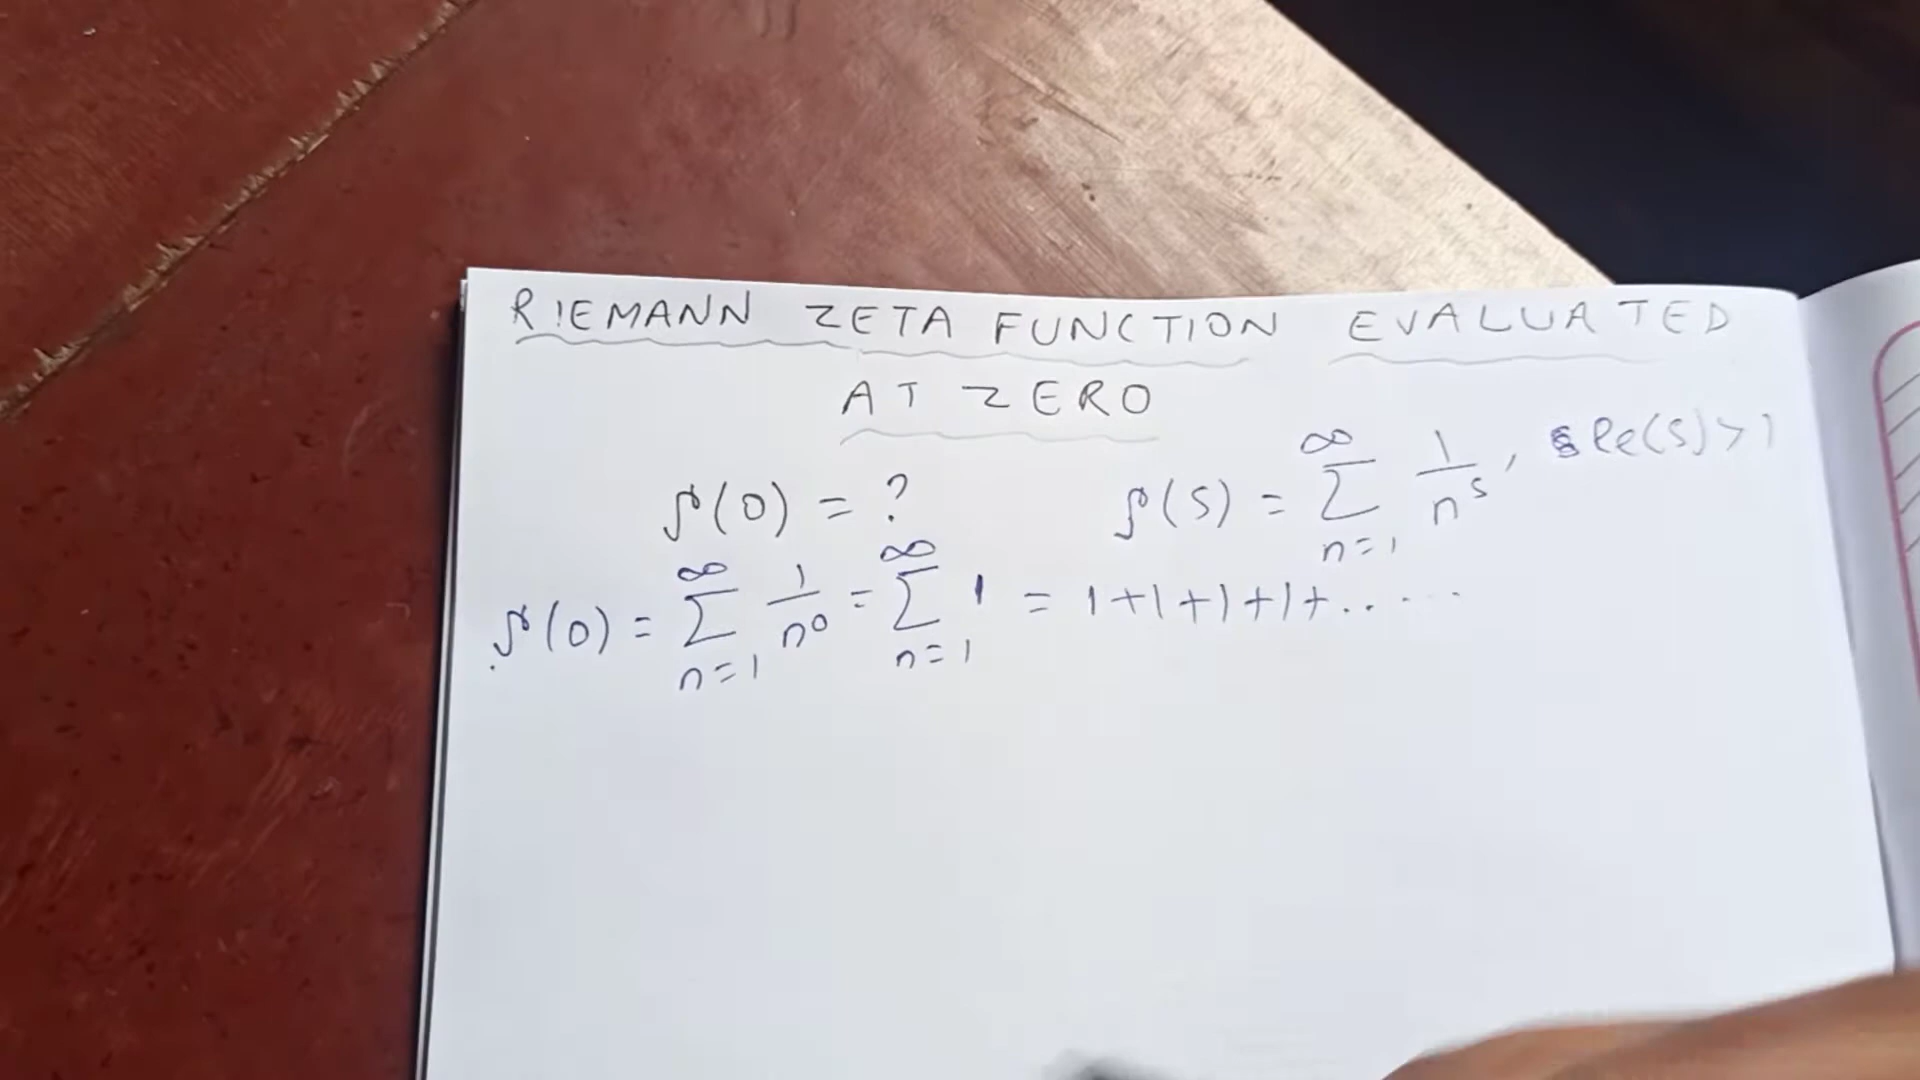 RIEMANN ZETA FUNCTION EVALUATED
AT ZERO
ζ(0) = ?
ζ(s) = ∑_{n=1}^{∞} 1/n^s, Re(s)>1
ζ(0) = ∑_{n=1}^{∞} 1/n^0 = ∑_{n=1}^{∞} 1 = 1+1+1+1+......